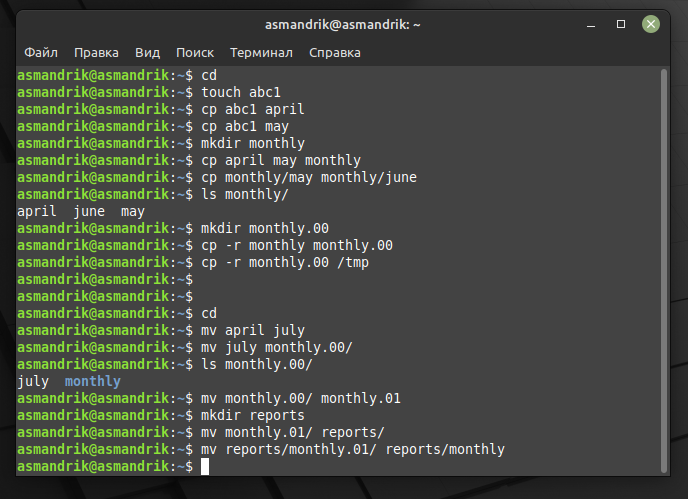 asmandrik@asmandrik: ~
Файл Правка Вид Поиск Терминал Справка
asmandrik@asmandrik:~$ cd
asmandrik@asmandrik:~$ touch abc1
asmandrik@asmandrik:~$ cp abc1 april
asmandrik@asmandrik:~$ cp abc1 may
asmandrik@asmandrik:~$ mkdir monthly
asmandrik@asmandrik:~$ cp april may monthly
asmandrik@asmandrik:~$ cp monthly/may monthly/june
asmandrik@asmandrik:~$ ls monthly/
april  june  may
asmandrik@asmandrik:~$ mkdir monthly.00
asmandrik@asmandrik:~$ cp -r monthly monthly.00
asmandrik@asmandrik:~$ cp -r monthly.00 /tmp
asmandrik@asmandrik:~$
asmandrik@asmandrik:~$
asmandrik@asmandrik:~$ cd
asmandrik@asmandrik:~$ mv april july
asmandrik@asmandrik:~$ mv july monthly.00/
asmandrik@asmandrik:~$ ls monthly.00/
july  monthly
asmandrik@asmandrik:~$ mv monthly.00/ monthly.01
asmandrik@asmandrik:~$ mkdir reports
asmandrik@asmandrik:~$ mv monthly.01/ reports/
asmandrik@asmandrik:~$ mv reports/monthly.01/ reports/monthly
asmandrik@asmandrik:~$